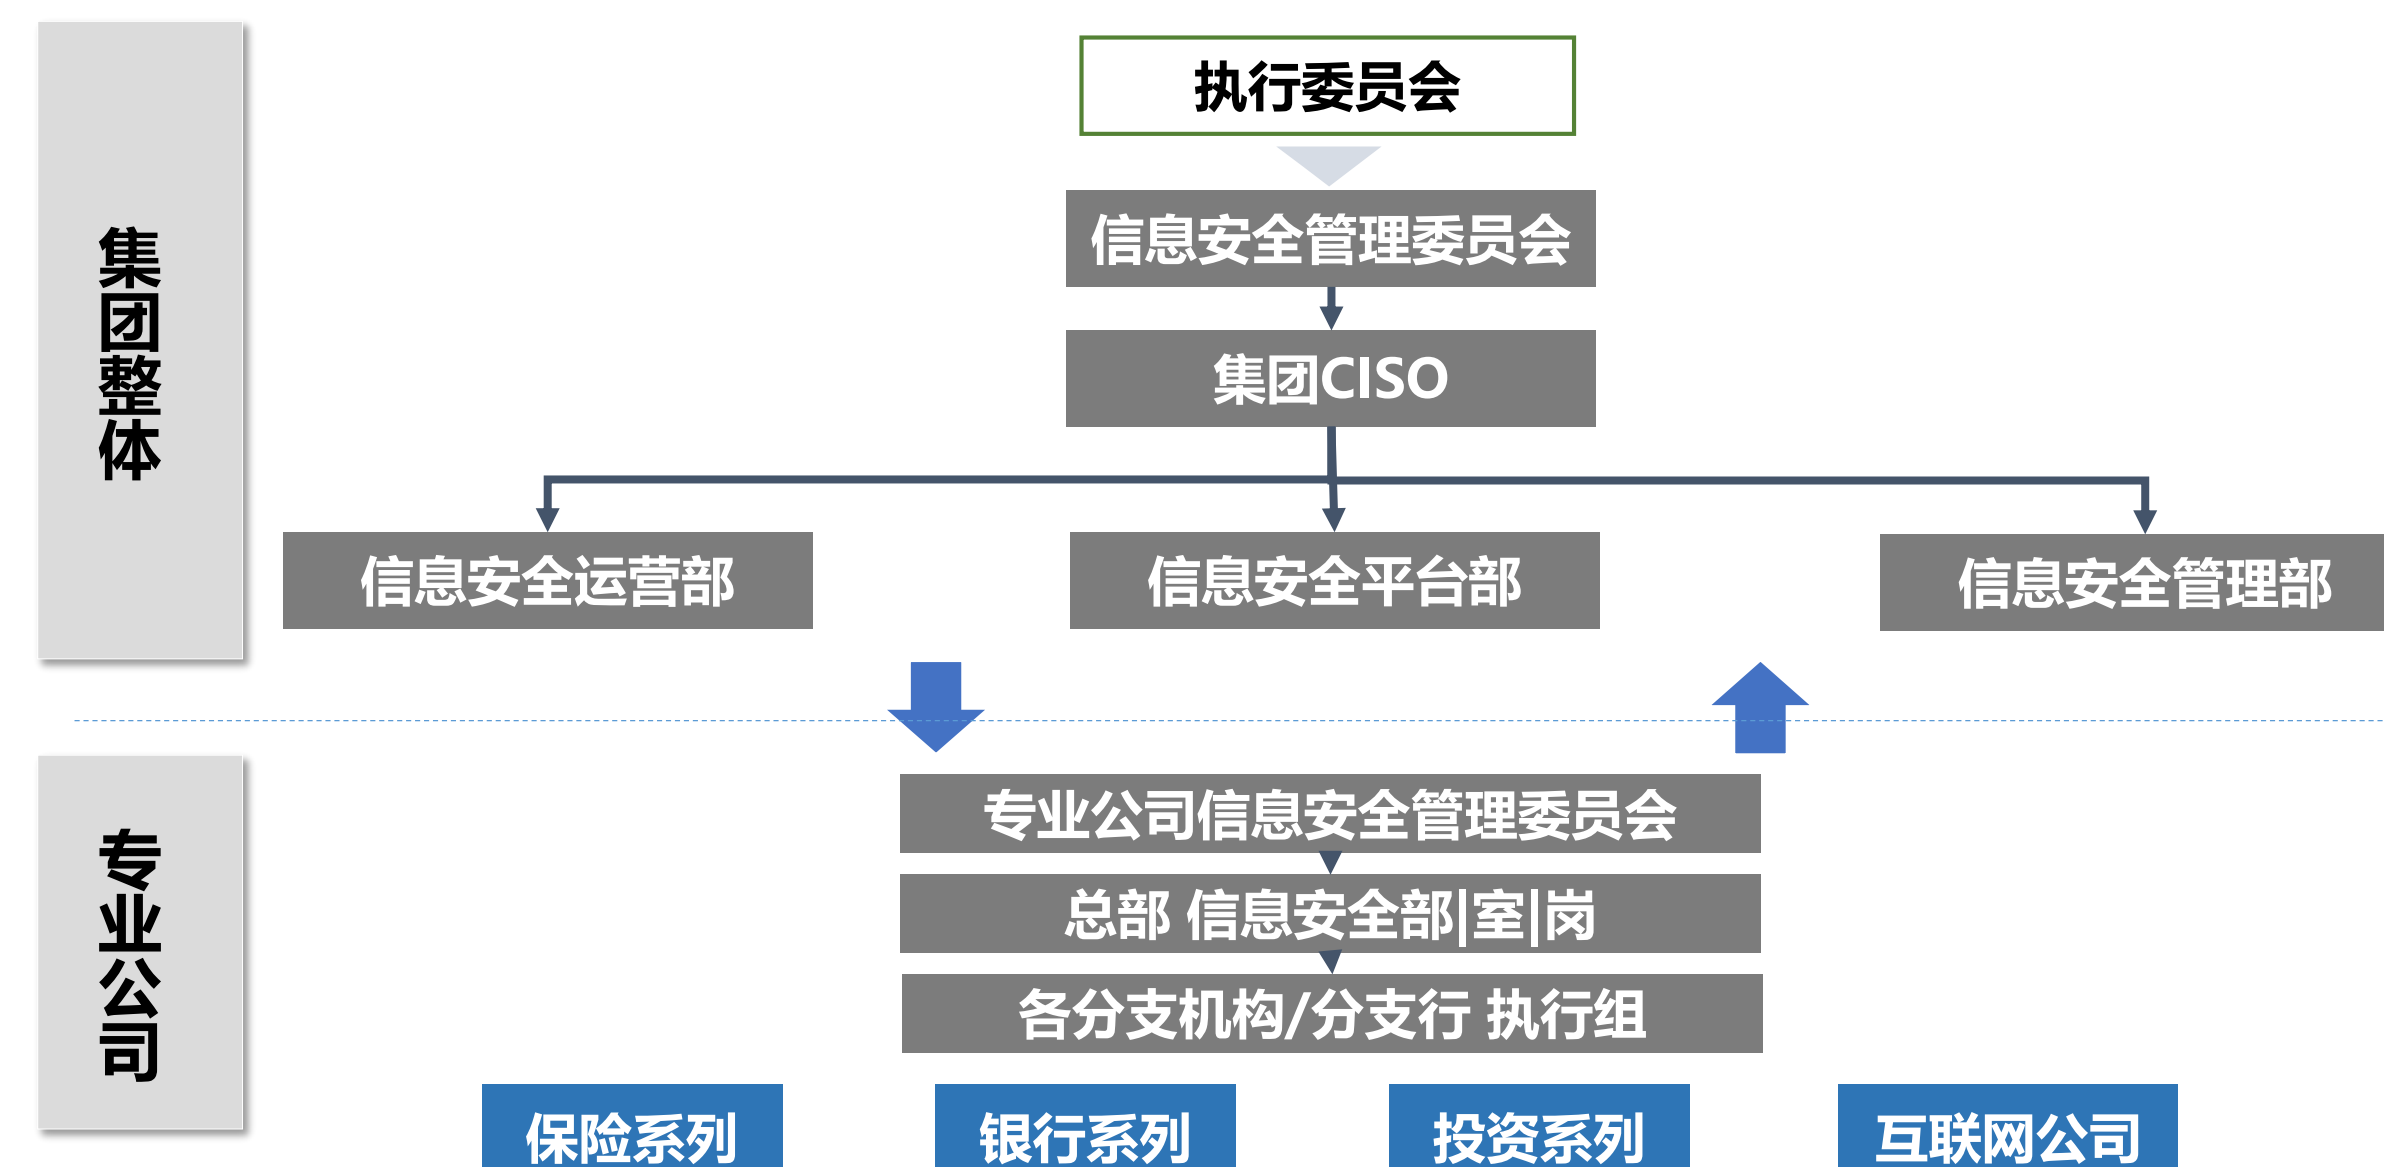 集团整体
执行委员会
信息安全管理委员会
集团CISO
信息安全运营部
信息安全平台部
信息安全管理部
专业公司
专业公司信息安全管理委员会
总部 信息安全部|室|岗
各分支机构/分支行 执行组
保险系列
银行系列
投资系列
互联网公司